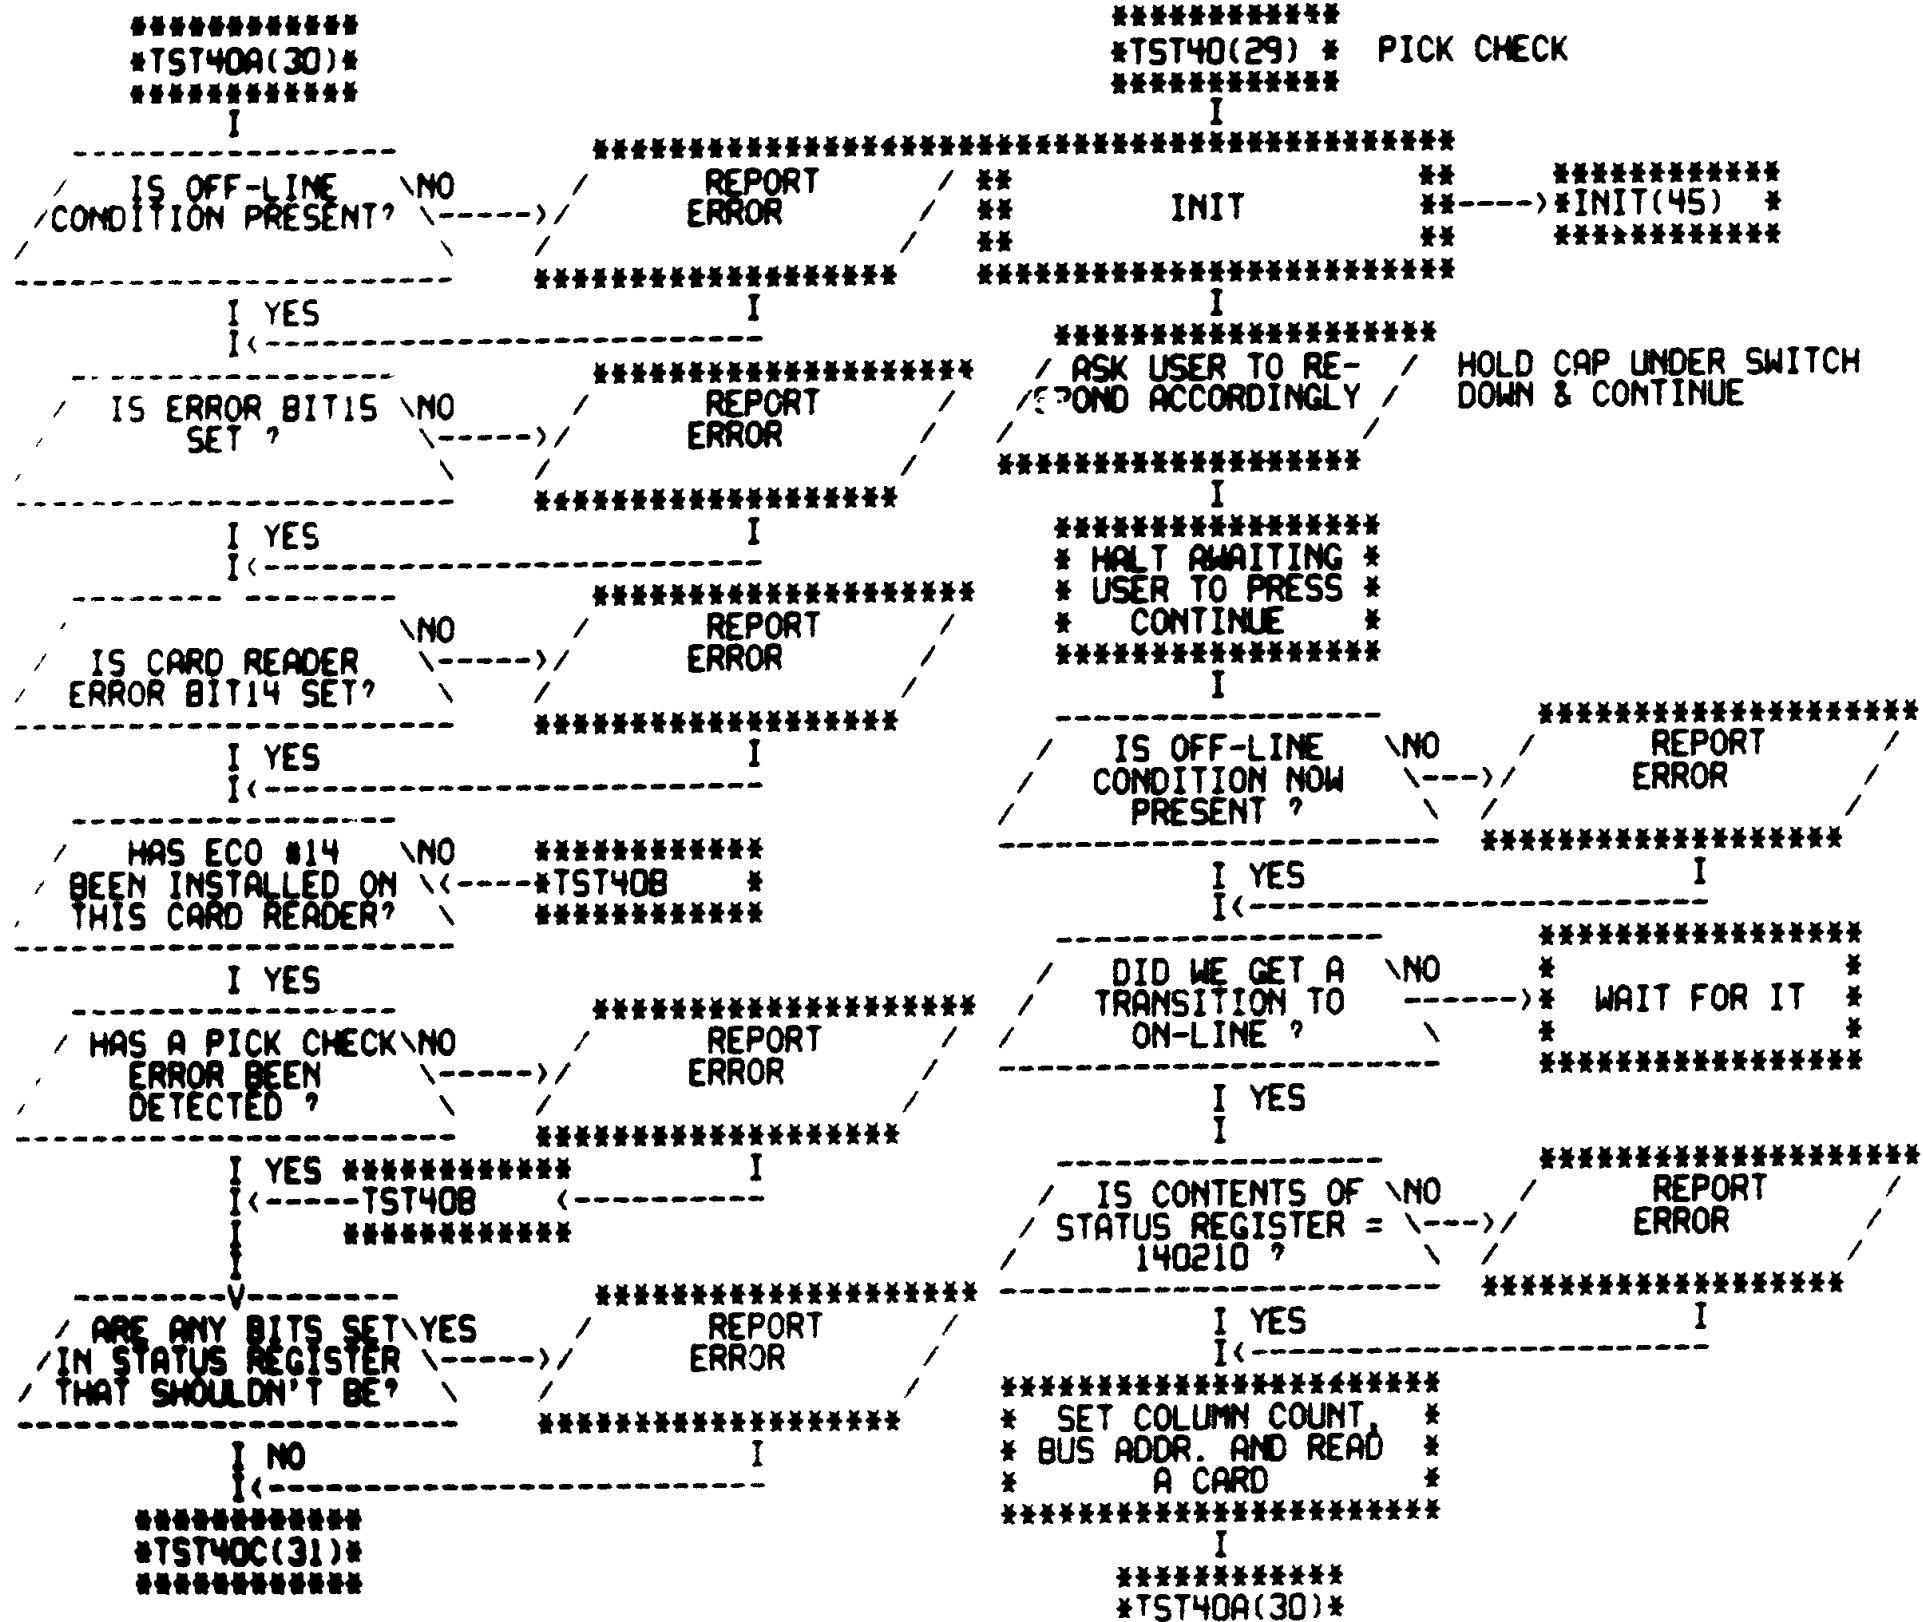 *TST40A(30)*
IS OFF-LINE
CONDITION PRESENT?
NO
REPORT
ERROR
YES
IS ERROR BIT15
SET ?
NO
REPORT
ERROR
YES
IS CARD READER
ERROR BIT14 SET?
NO
REPORT
ERROR
YES
HAS ECO #14
BEEN INSTALLED ON
THIS CARD READER?
NO
*TST40B *
YES
HAS A PICK CHECK
ERROR BEEN
DETECTED ?
NO
REPORT
ERROR
YES
TST40B
ARE ANY BITS SET
IN STATUS REGISTER
THAT SHOULDN'T BE?
YES
REPORT
ERROR
NO
*TST40C(31)*
*TST40(29) * PICK CHECK
INIT
*INIT(45) *
ASK USER TO RE-
SPOND ACCORDINGLY
HOLD CAP UNDER SWITCH
DOWN & CONTINUE
* HALT AWAITING *
* USER TO PRESS *
* CONTINUE *
IS OFF-LINE
CONDITION NOW
PRESENT ?
NO
REPORT
ERROR
YES
DID WE GET A
TRANSITION TO
ON-LINE ?
NO
WAIT FOR IT
YES
IS CONTENTS OF
STATUS REGISTER =
140210 ?
NO
REPORT
ERROR
YES
* SET COLUMN COUNT, *
* BUS ADDR. AND READ *
* A CARD *
*TST40A(30)*